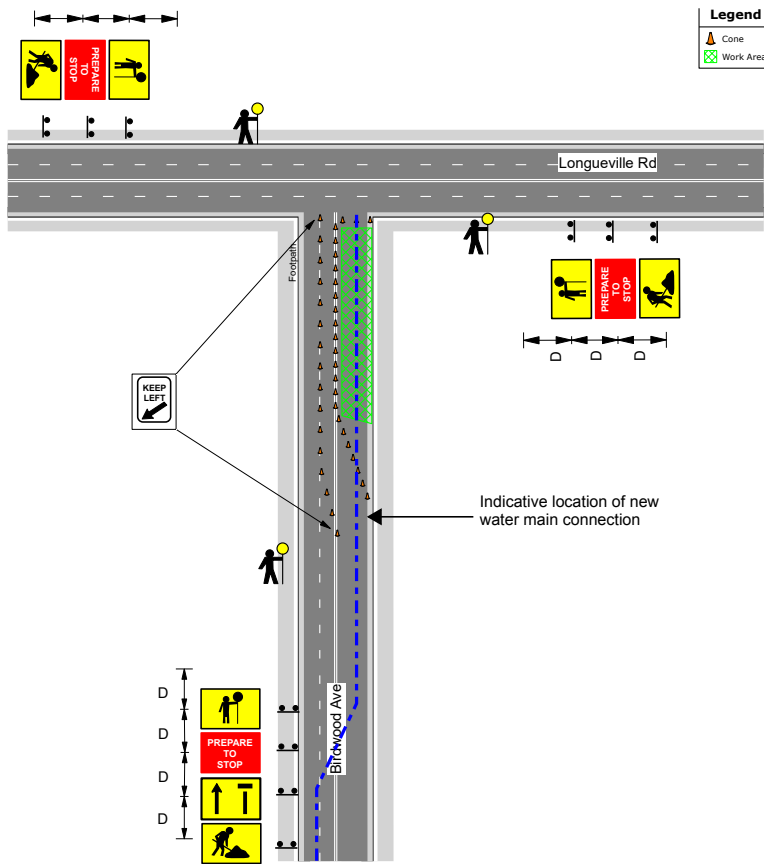 Legend
Cone
Work Area
PREPARE
TO
STOP
Longueville Rd
Footpath
PREPARE
TO
STOP
D
D
D
KEEP
LEFT
Indicative location of new
water main connection
D
D
PREPARE
TO
STOP
D
D
Birdwood Ave